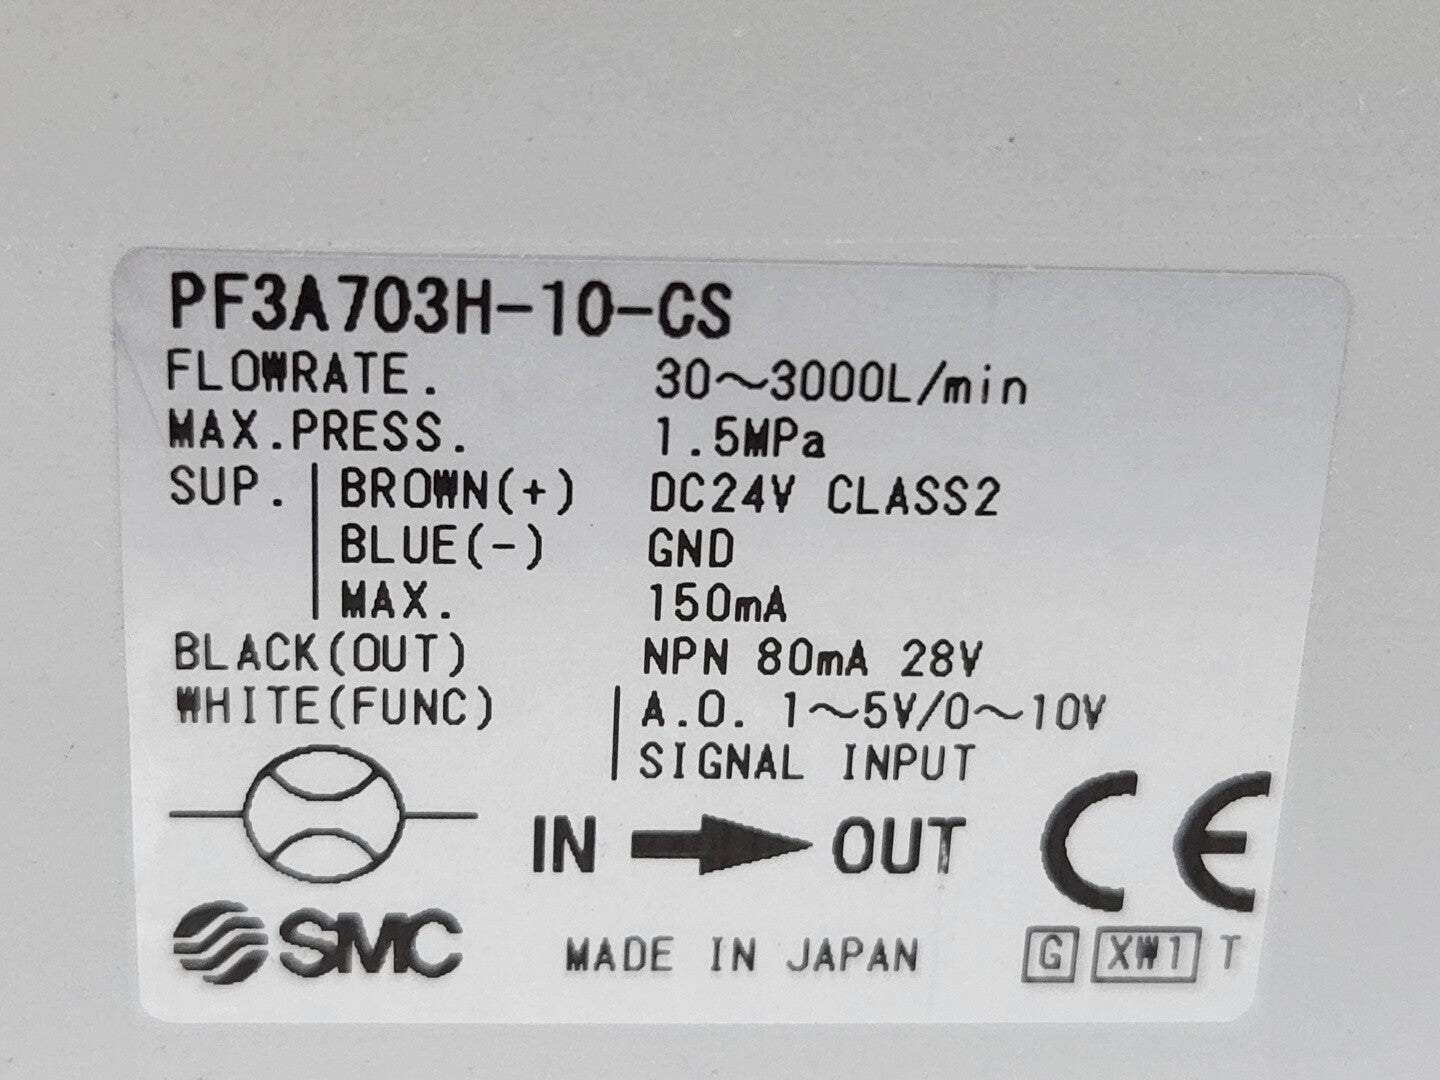 PF3A703H-10-CS
FLOWRATE. 30～3000L/min
MAX.PRESS. 1.5MPa
SUP. BROWN(+) DC24V CLASS2
BLUE(-) GND
MAX. 150mA
BLACK(OUT) NPN 80mA 28V
WHITE(FUNC) A.O. 1～5V/0～10V
SIGNAL INPUT
IN OUT CE
SMC MADE IN JAPAN G XW1 T